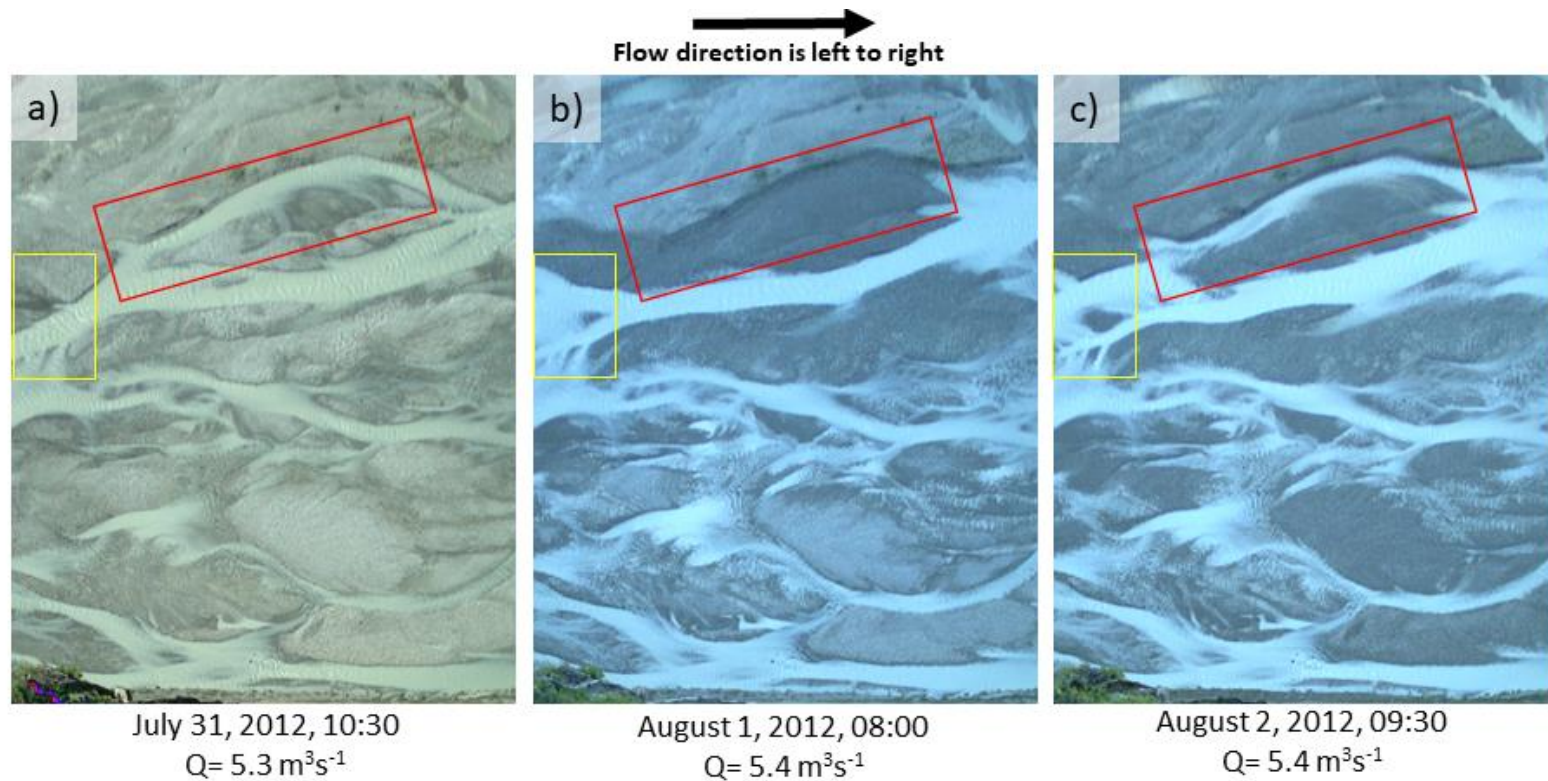 Flow direction is left to right
a)
b)
c)
July 31, 2012, 10:30
Q= 5.3 m³s⁻¹
August 1, 2012, 08:00
Q= 5.4 m³s⁻¹
August 2, 2012, 09:30
Q= 5.4 m³s⁻¹